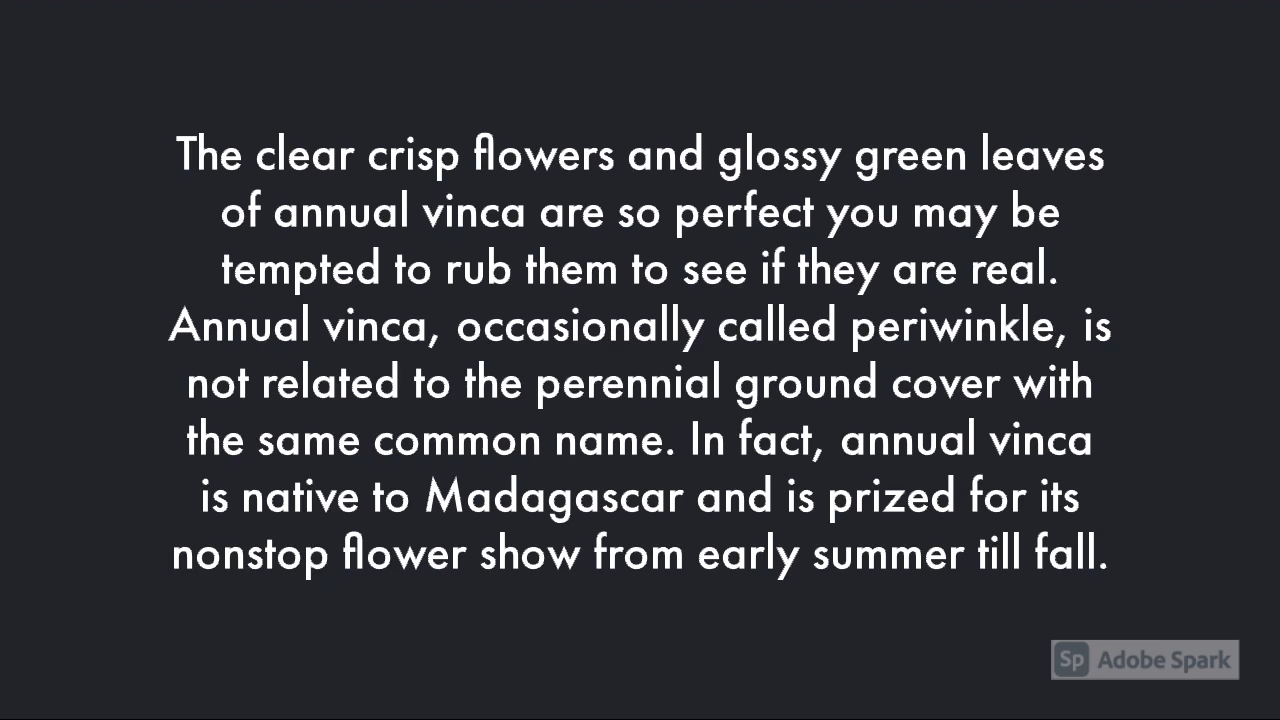 The clear crisp flowers and glossy green leaves
of annual vinca are so perfect you may be
tempted to rub them to see if they are real.
Annual vinca, occasionally called periwinkle, is
not related to the perennial ground cover with
the same common name. In fact, annual vinca
is native to Madagascar and is prized for its
nonstop flower show from early summer till fall.
Sp Adobe Spark